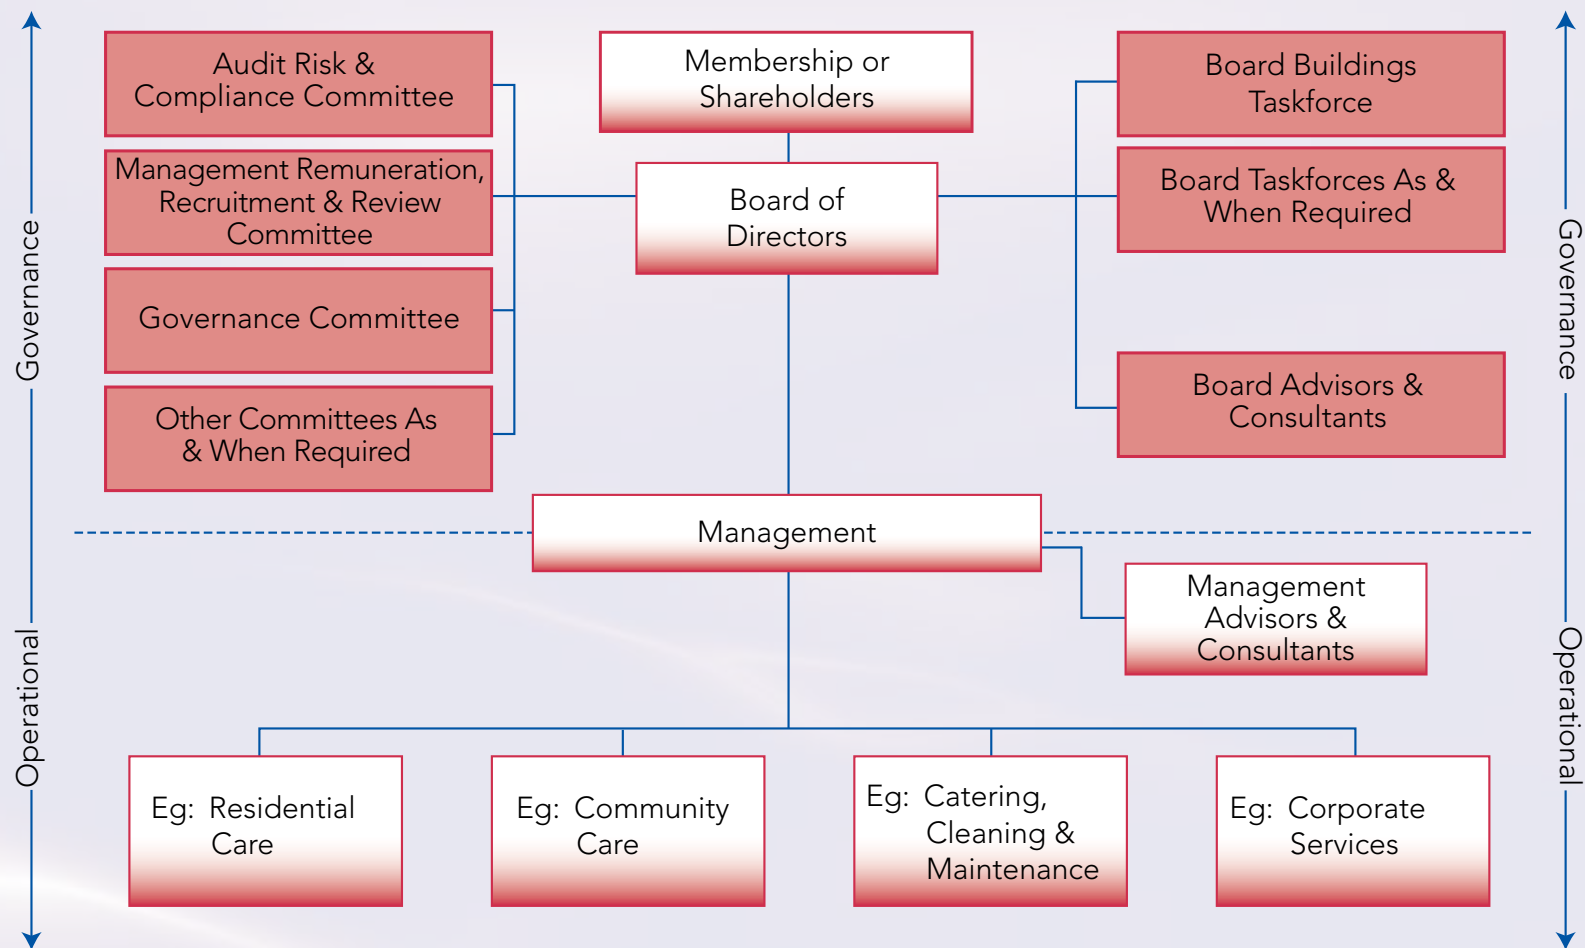 Governance
Operational
Audit Risk &
Compliance Committee
Management Remuneration,
Recruitment & Review
Committee
Governance Committee
Other Committees As
& When Required
Membership or
Shareholders
Board of
Directors
Board Buildings
Taskforce
Board Taskforces As &
When Required
Board Advisors &
Consultants
Management
Management
Advisors &
Consultants
Eg: Residential
Care
Eg: Community
Care
Eg: Catering,
Cleaning &
Maintenance
Eg: Corporate
Services
Governance
Operational